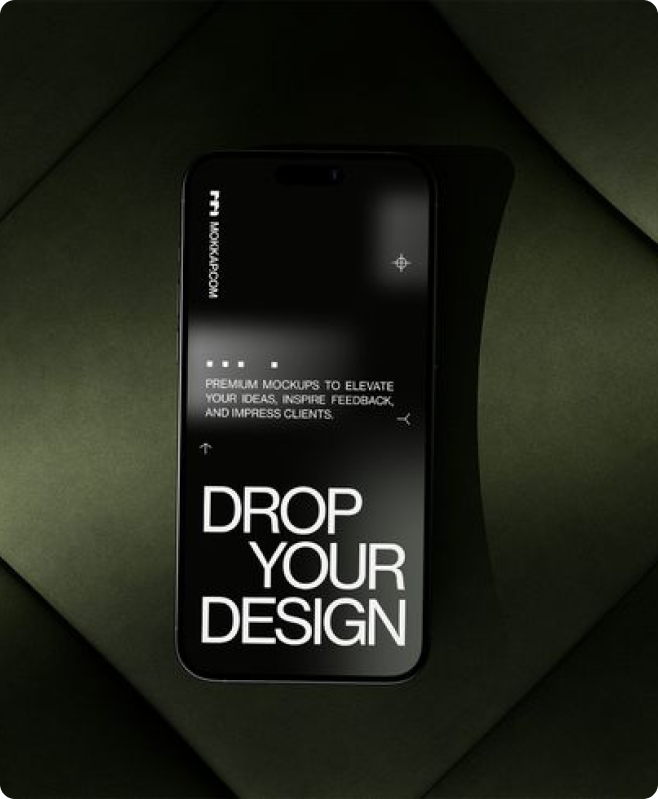 MOKKAP.COM
PREMIUM MOCKUPS TO ELEVATE
YOUR IDEAS, INSPIRE FEEDBACK,
AND IMPRESS CLIENTS.
DROP
YOUR
DESIGN